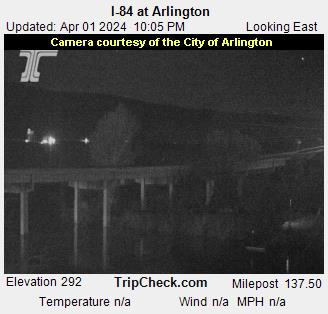 I-84 at Arlington
Updated: Apr 01 2024 10:05 PM Looking East
Camera courtesy of the City of Arlington
Elevation 292 TripCheck.com Milepost 137.50
Temperature n/a Wind n/a MPH n/a